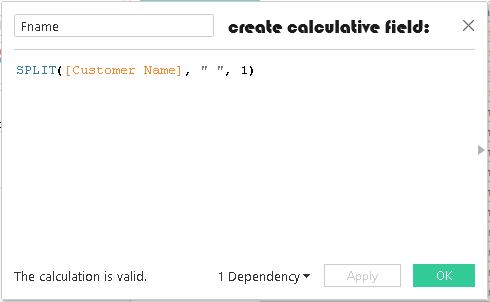 Fname
create calculative field:
SPLIT([Customer Name], " ", 1)
The calculation is valid.
1 Dependency
Apply
OK